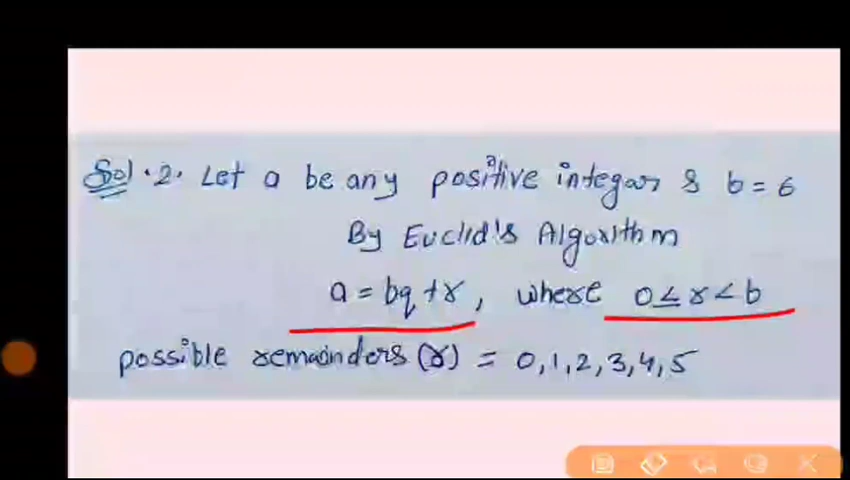 Sol. 2. Let a be any positive integar & b = 6
By Euclid's Algorithm
a = bq + r, where 0 ≤ r < b
possible remainders (r) = 0, 1, 2, 3, 4, 5